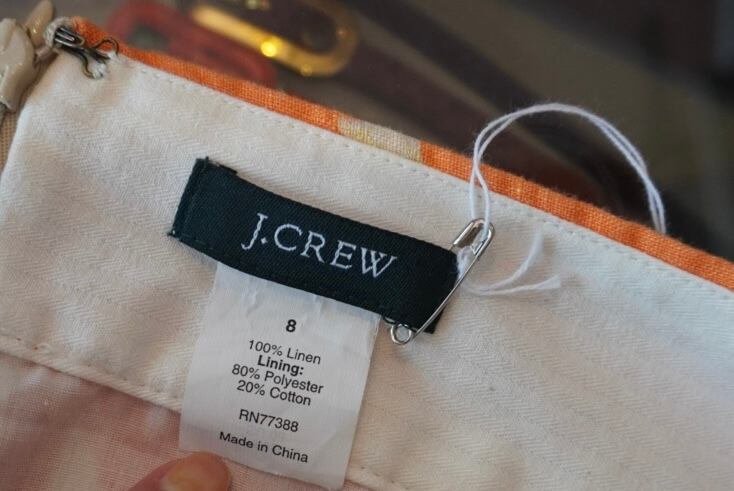 J.CREW
8
100% Linen
Lining:
80% Polyester
20% Cotton
RN77388
Made in China